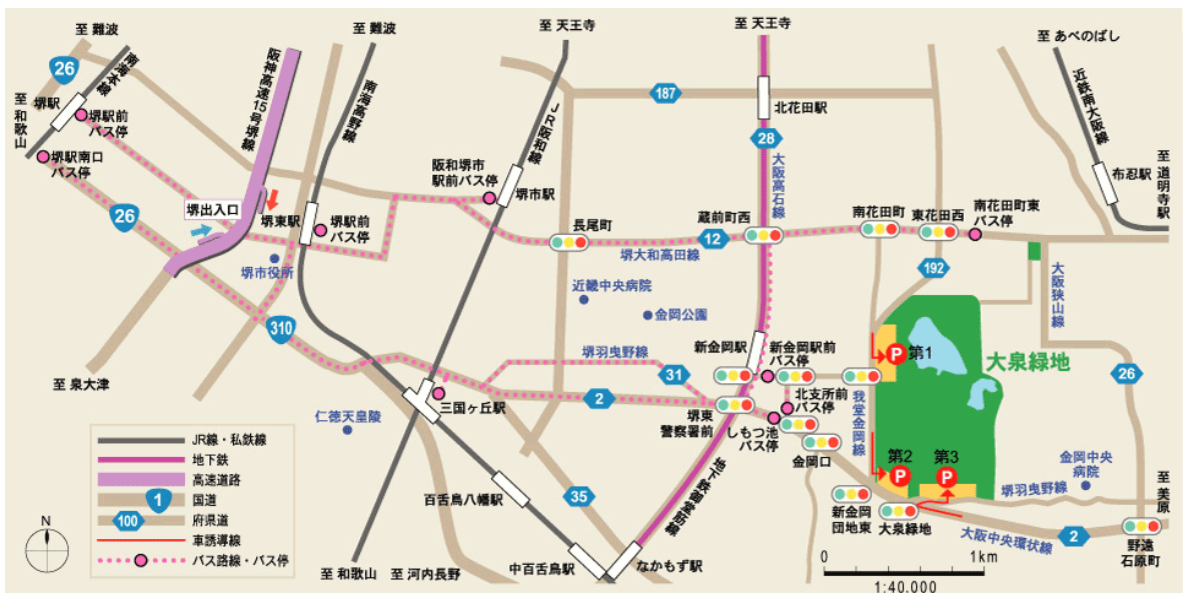 至 難波
26
南海本線
堺駅
至 和歌山
堺駅前
バス停
堺駅南口
バス停
阪神高速15号堺線
至 難波
南海高野線
至 天王寺
JR阪和線
阪和堺市
駅前バス停
堺市駅
187
至 天王寺
北花田駅
28
大阪高石線
至 あべのばし
近鉄南大阪線
布忍駅
至 道明寺駅
26
堺出入口
堺東駅
堺駅前
バス停
堺市役所
長尾町
12
堺大和高田線
蔵前町西
南花田町
東花田西
南花田町東
バス停
192
大阪狭山線
近畿中央病院
金岡公園
310
至 泉大津
堺羽曳野線
31
新金岡駅
新金岡駅前
バス停
P
第1
大泉緑地
26
2
三国ヶ丘駅
仁徳天皇陵
堺東
警察署前
北支所前
バス停
しもつ池
バス停
金岡口
我堂金岡線
第2
P
第3
P
金岡中央
病院
堺羽曳野線
至 美原
JR線・私鉄線
地下鉄
高速道路
1
国道
100
府県道
車誘導線
バス路線・バス停
N
百舌鳥八幡駅
35
地下鉄御堂筋線
新金岡
団地東
大泉緑地
大阪中央環状線
2
野遠
石原町
至 和歌山
至 河内長野
中百舌鳥駅
なかもず駅
0
1km
1:40.000